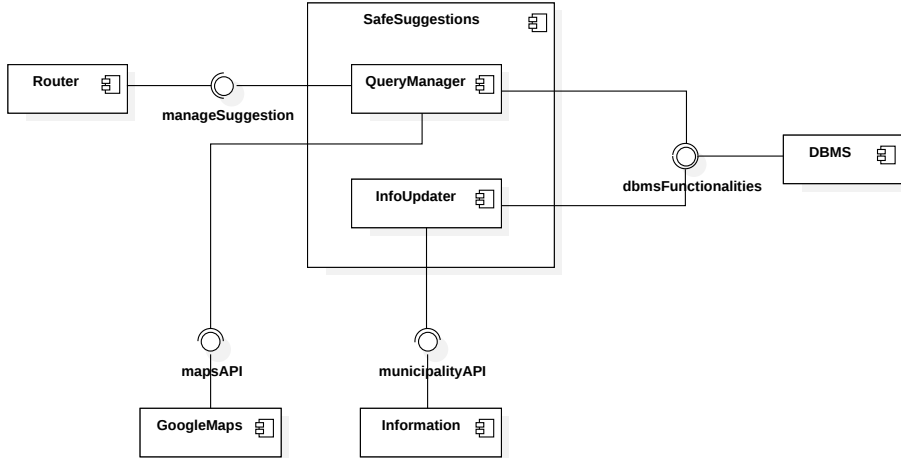 SafeSuggestions
Router
QueryManager
manageSuggestion
DBMS
dbmsFunctionalities
InfoUpdater
mapsAPI
municipalityAPI
GoogleMaps
Information